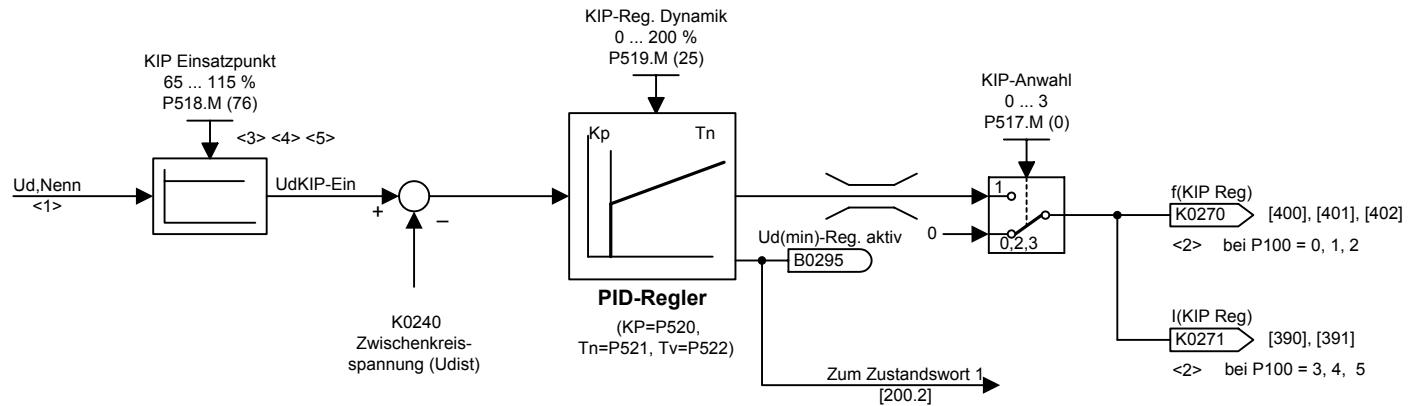 KIP-Reg. Dynamik
0 ... 200 %
P519.M (25)
KIP Einsatzpunkt
65 ... 115 %
P518.M (76)
KIP-Anwahl
0 ... 3
P517.M (0)
<3> <4> <5>
Kp
Tn
Ud,Nenn
<1>
UdKIP-Ein
+
–
1
0
0,2,3
f(KIP Reg)
K0270
[400], [401], [402]
<2> bei P100 = 0, 1, 2
Ud(min)-Reg. aktiv
B0295
PID-Regler
(KP=P520,
Tn=P521, Tv=P522)
K0240
Zwischenkreis-
spannung (Udist)
I(KIP Reg)
K0271
[390], [391]
<2> bei P100 = 3, 4, 5
Zum Zustandswort 1
[200.2]